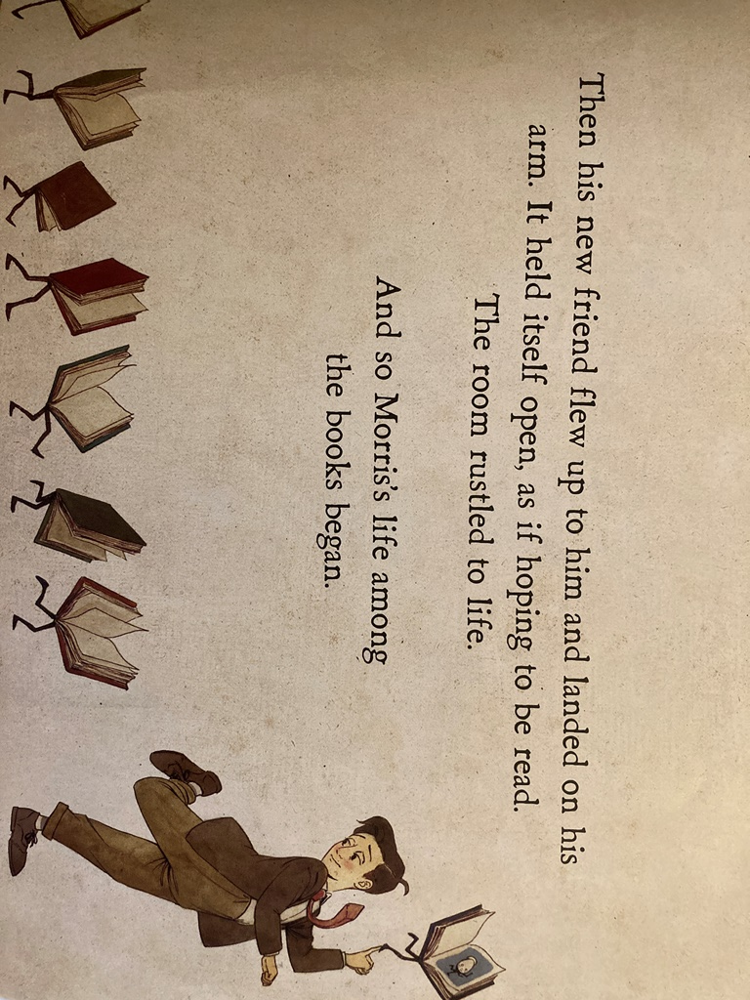 Then his new friend flew up to him and landed on his
arm. It held itself open, as if hoping to be read.
The room rustled to life.
And so Morris's life among
the books began.